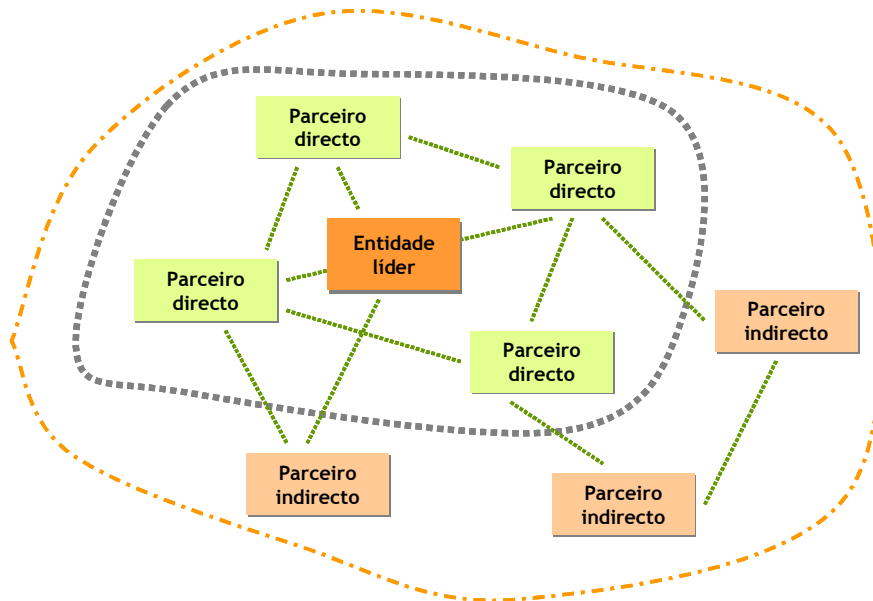 Parceiro
directo
Parceiro
directo
Entidade
líder
Parceiro
directo
Parceiro
indirecto
Parceiro
directo
Parceiro
indirecto
Parceiro
indirecto